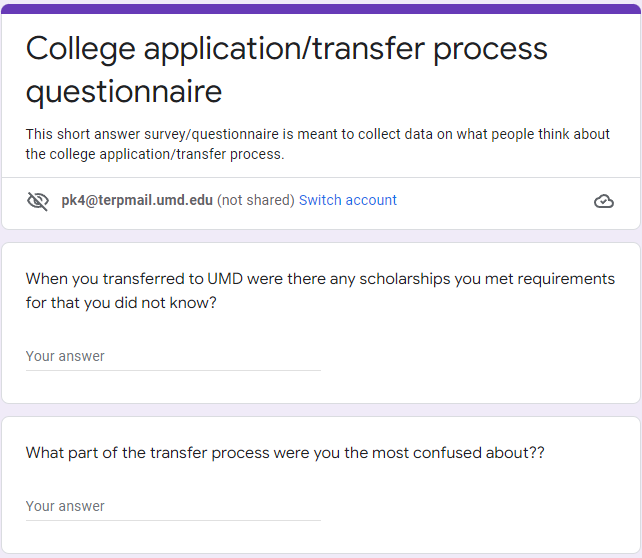 College application/transfer process
questionnaire
This short answer survey/questionnaire is meant to collect data on what people think about
the college application/transfer process.
pk4@terpmail.umd.edu (not shared) Switch account
When you transferred to UMD were there any scholarships you met requirements
for that you did not know?
Your answer
What part of the transfer process were you the most confused about??
Your answer